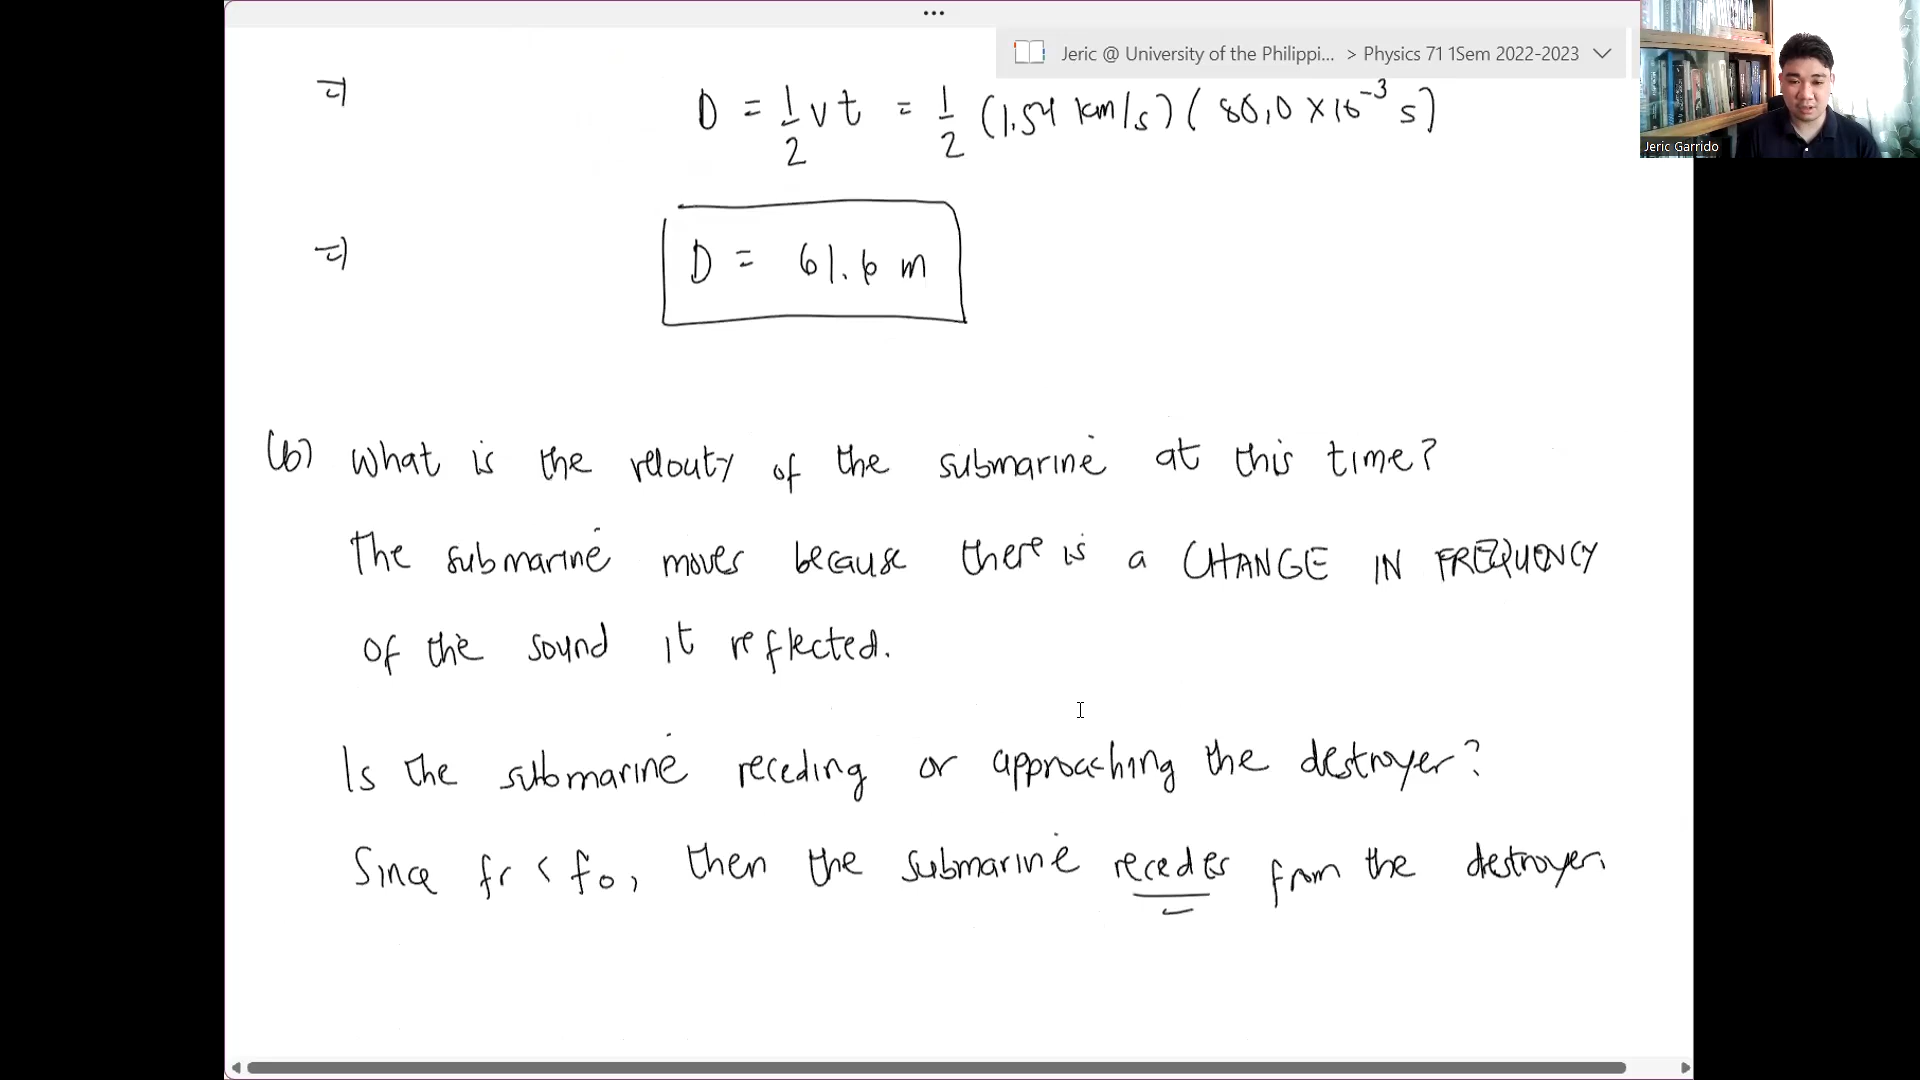 ...
Jeric @ University of the Philippi... > Physics 71 1Sem 2022-2023
Jeric Garrido
⇒ D = 1/2 vt = 1/2 (1.54 km/s) ( 80.0 × 10⁻³ s)
⇒ D = 61.6 m
(b) What is the velocity of the submarine at this time?
The submarine moves because there is a CHANGE IN FREQUENCY
of the sound it reflected.
Is the submarine receding or approaching the destroyer?
Since fr < fo, then the submarine recedes from the destroyer.